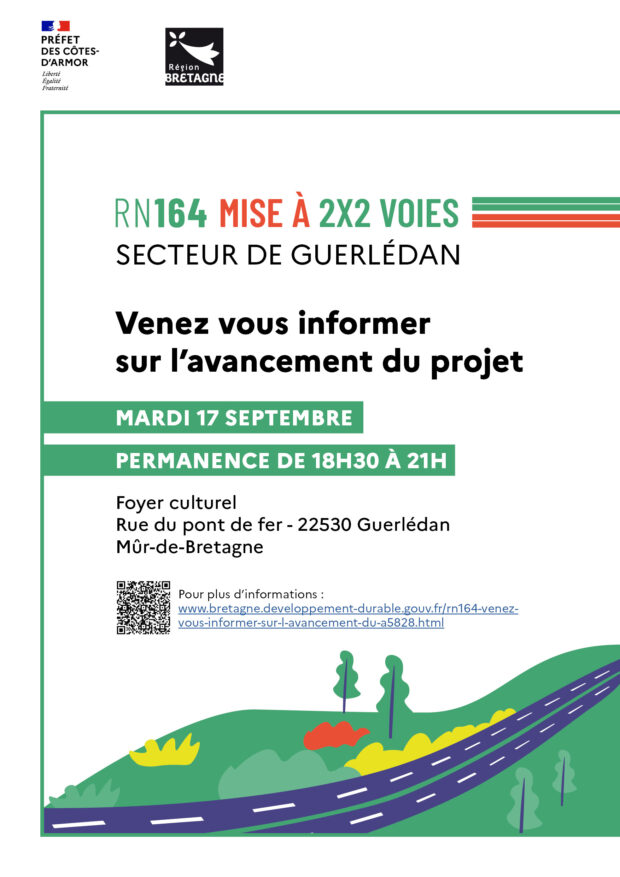 PRÉFET
DES CÔTES-
D'ARMOR
Liberté
Égalité
Fraternité
Région
BRETAGNE
RN164 MISE À 2X2 VOIES
SECTEUR DE GUERLÉDAN
Venez vous informer
sur l'avancement du projet
MARDI 17 SEPTEMBRE
PERMANENCE DE 18H30 À 21H
Foyer culturel
Rue du pont de fer - 22530 Guerlédan
Mûr-de-Bretagne
Pour plus d'informations :
www.bretagne.developpement-durable.gouv.fr/rn164-venez-
vous-informer-sur-l-avancement-du-a5828.html